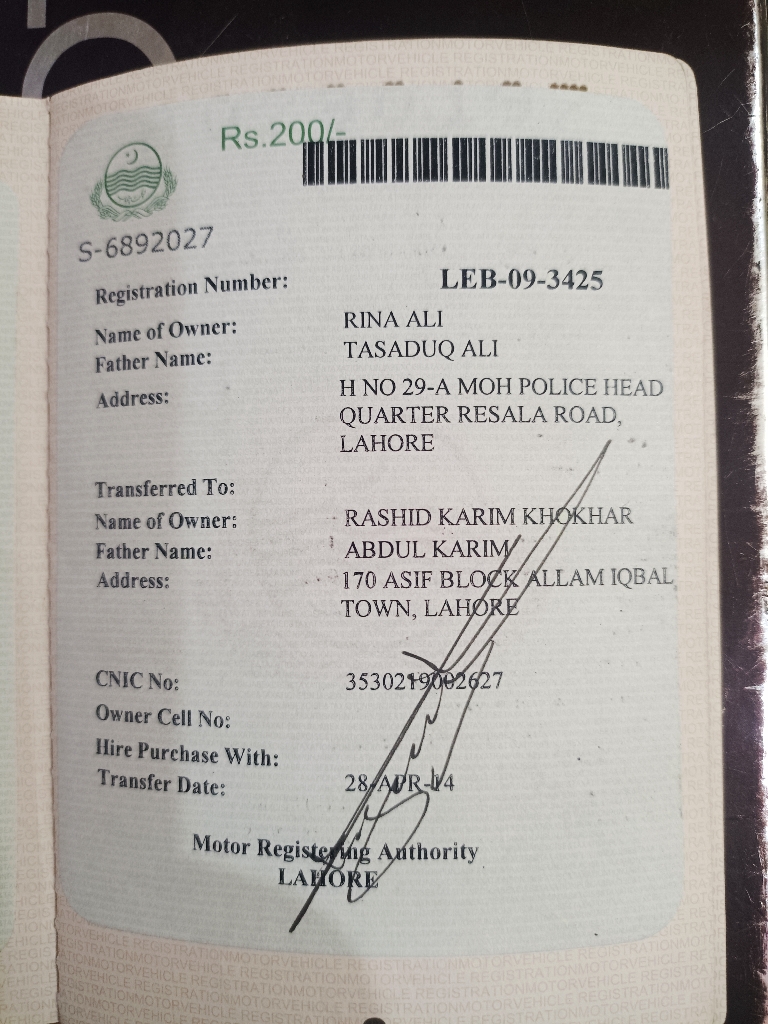 Rs.200/-
S-6892027
Registration Number: LEB-09-3425
Name of Owner: RINA ALI
Father Name: TASADUQ ALI
Address: H NO 29-A MOH POLICE HEAD
QUARTER RESALA ROAD,
LAHORE
Transferred To:
Name of Owner: RASHID KARIM KHOKHAR
Father Name: ABDUL KARIM
Address: 170 ASIF BLOCK ALLAM IQBAL
TOWN, LAHORE
CNIC No: 3530219002627
Owner Cell No:
Hire Purchase With:
Transfer Date: 28-APR-14
Motor Registering Authority
LAHORE